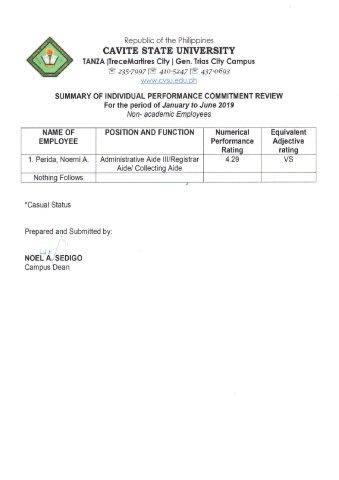 Republic of the Philippines
CAVITE STATE UNIVERSITY
TANZA |TreceMartires City | Gen. Trias City Campus
☏ 235-7997 |☏ 410-5247 |☏ 437-0693
www.cvsu.edu.ph
SUMMARY OF INDIVIDUAL PERFORMANCE COMMITMENT REVIEW
For the period of January to June 2019
Non- academic Employees
NAME OF EMPLOYEE POSITION AND FUNCTION Numerical Performance Rating Equivalent Adjective rating
1. Perida, Noemi A. Administrative Aide III/Registrar Aide/ Collecting Aide 4.29 VS
Nothing Follows
*Casual Status
Prepared and Submitted by:
NOEL A. SEDIGO
Campus Dean